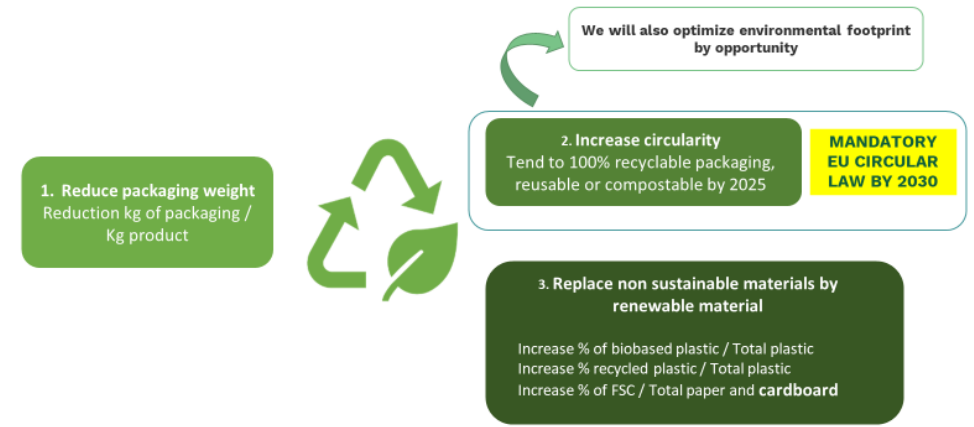 We will also optimize environmental footprint
by opportunity
1. Reduce packaging weight
Reduction kg of packaging /
Kg product
2. Increase circularity
Tend to 100% recyclable packaging,
reusable or compostable by 2025
MANDATORY
EU CIRCULAR
LAW BY 2030
3. Replace non sustainable materials by
renewable material
Increase % of biobased plastic / Total plastic
Increase % recycled plastic / Total plastic
Increase % of FSC / Total paper and cardboard